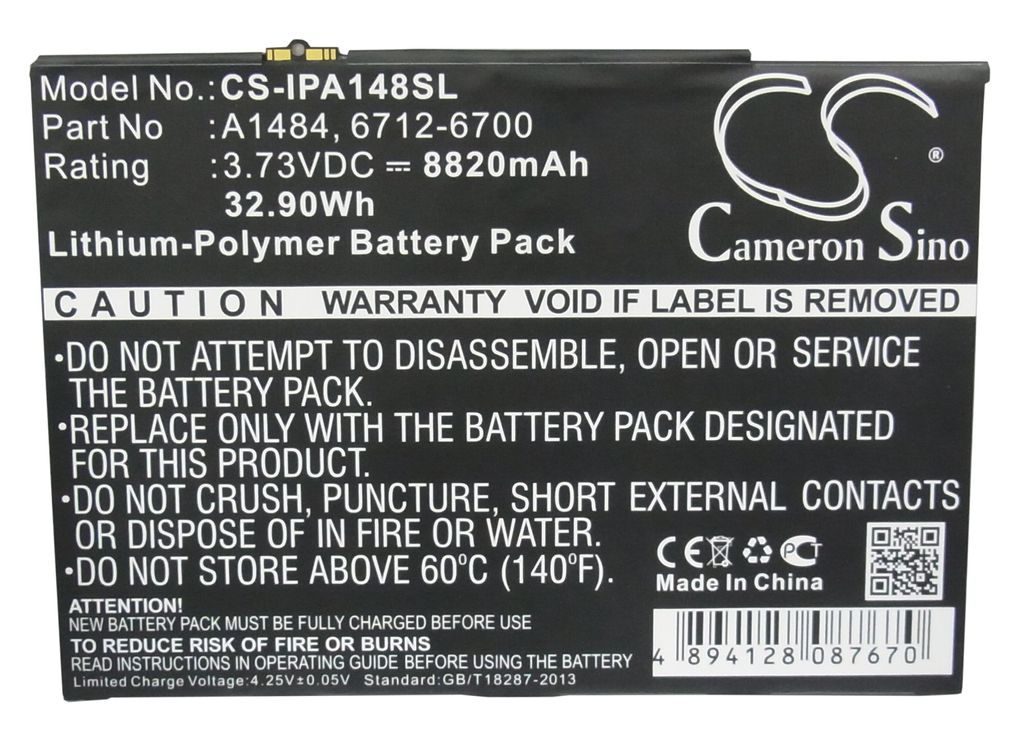 Model No.: CS-IPA148SL
Part No : A1484, 6712-6700
Rating : 3.73VDC ⎓ 8820mAh
32.90Wh
Lithium-Polymer Battery Pack
CS ®
Cameron Sino
CAUTION WARRANTY VOID IF LABEL IS REMOVED
•DO NOT ATTEMPT TO DISASSEMBLE, OPEN OR SERVICE
THE BATTERY PACK.
•REPLACE ONLY WITH THE BATTERY PACK DESIGNATED
FOR THIS PRODUCT.
•DO NOT CRUSH, PUNCTURE, SHORT EXTERNAL CONTACTS
OR DISPOSE OF IN FIRE OR WATER.
•DO NOT STORE ABOVE 60°C (140°F).
CE PCT
Made In China
ATTENTION!
NEW BATTERY PACK MUST BE FULLY CHARGED BEFORE USE
TO REDUCE RISK OF FIRE OR BURNS
READ INSTRUCTIONS IN OPERATING GUIDE BEFORE USING THE BATTERY
Limited Charge Voltage:4.25V±0.05V Standard:GB/T18287-2013
4 894128 087670